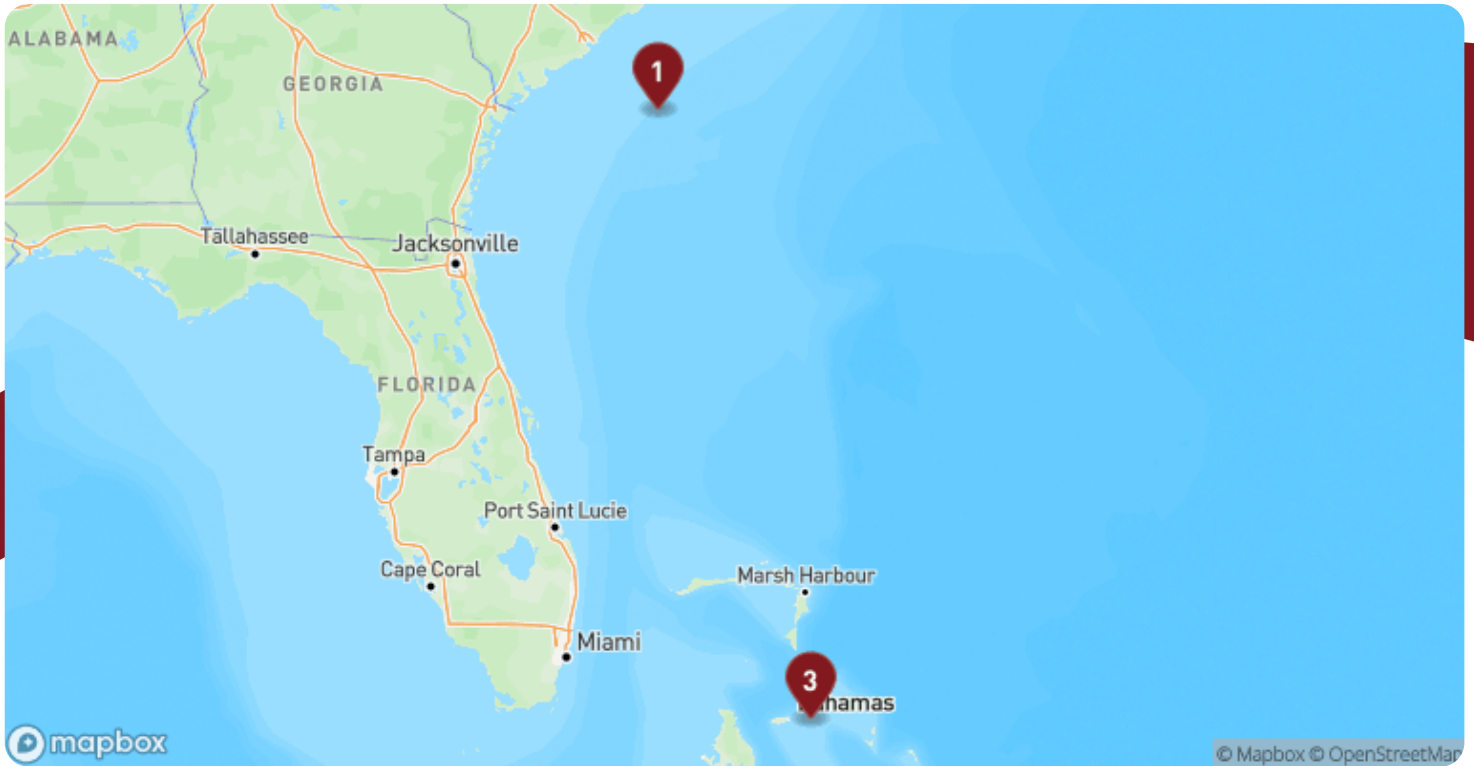 ALABAMA
GEORGIA
1
Tallahassee
Jacksonville
FLORIDA
Tampa
Port Saint Lucie
Cape Coral
Marsh Harbour
Miami
3
hamas
mapbox
© Mapbox © OpenStreetMap